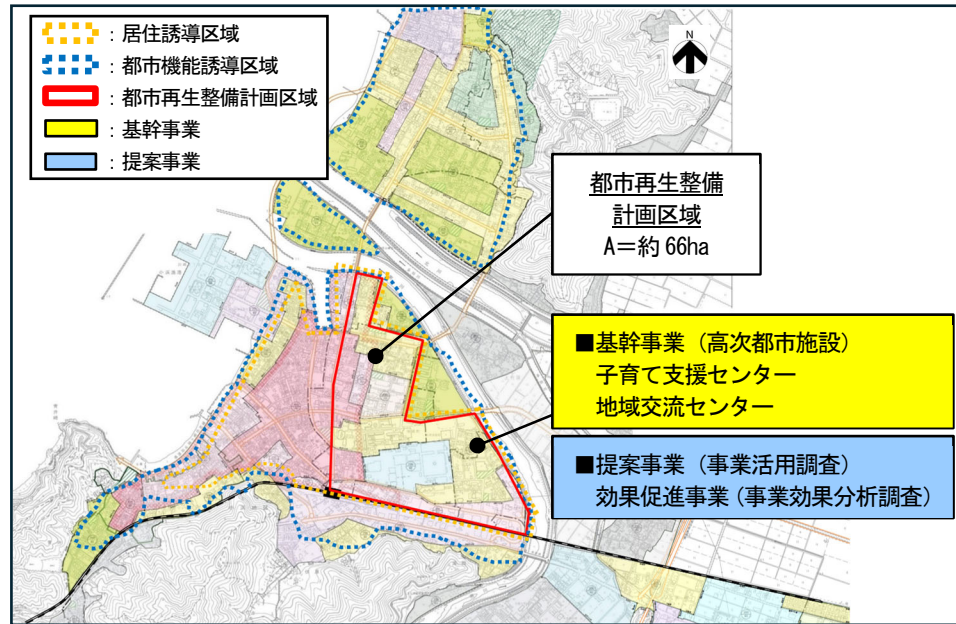 ：居住誘導区域
：都市機能誘導区域
：都市再生整備計画区域
：基幹事業
：提案事業
N
都市再生整備
計画区域
A＝約 66ha
■基幹事業（高次都市施設）
子育て支援センター
地域交流センター
■提案事業（事業活用調査）
効果促進事業（事業効果分析調査）